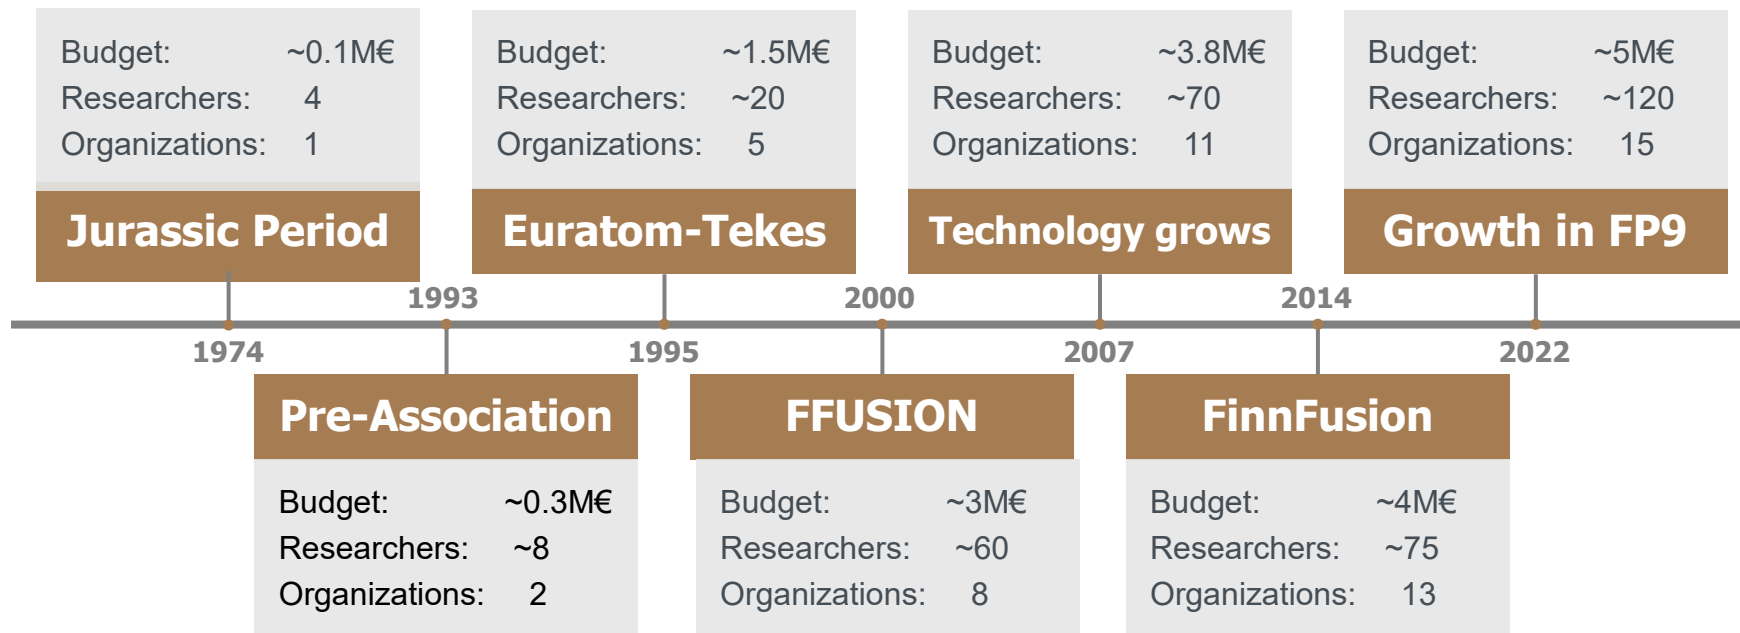 Budget: ~0.1M€
Researchers: 4
Organizations: 1
Jurassic Period
1974
1993
Pre-Association
Budget: ~0.3M€
Researchers: ~8
Organizations: 2
Budget: ~1.5M€
Researchers: ~20
Organizations: 5
Euratom-Tekes
1995
2000
FFUSION
Budget: ~3M€
Researchers: ~60
Organizations: 8
Budget: ~3.8M€
Researchers: ~70
Organizations: 11
Technology grows
2007
2014
FinnFusion
Budget: ~4M€
Researchers: ~75
Organizations: 13
Budget: ~5M€
Researchers: ~120
Organizations: 15
Growth in FP9
2022